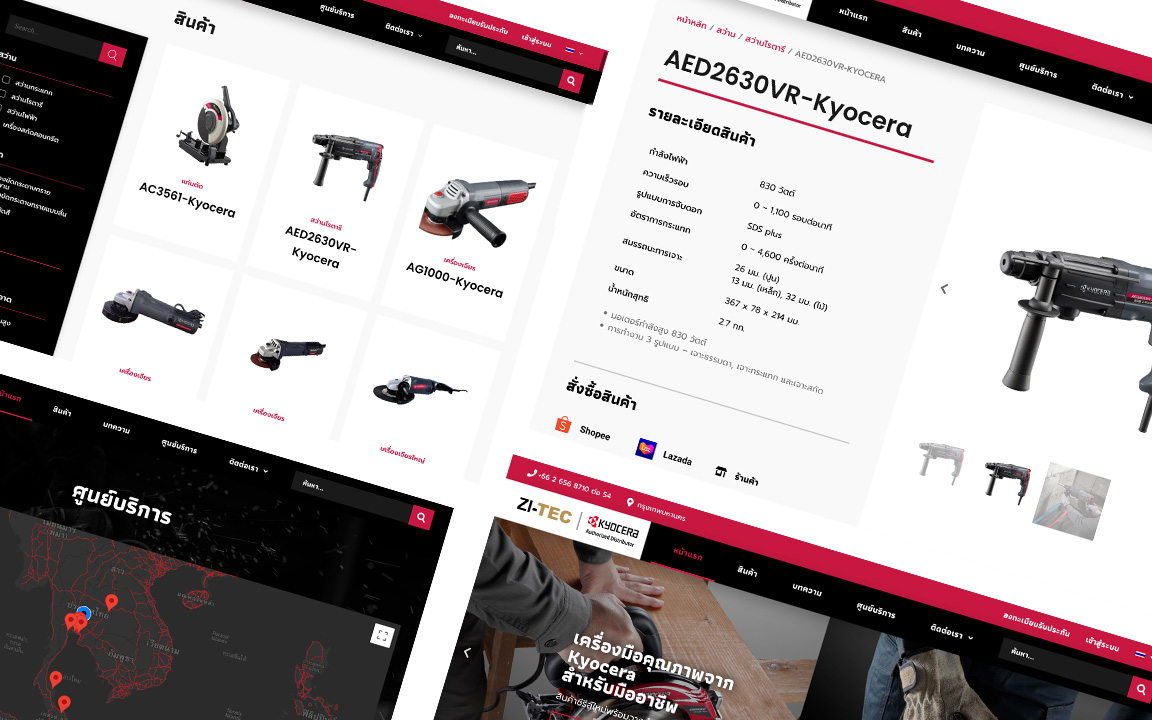 Search...
สว่านกระแทก
สว่านโรตารี
สว่านไฟฟ้า
เครื่องสกัดคอนกรีต
สินค้า
ศูนย์บริการ
ติดต่อเรา
ลงทะเบียนรับประกัน
เข้าสู่ระบบ
ค้นหา...
แท่นตัด
AC3561-Kyocera
สว่านโรตารี
AED2630VR-
Kyocera
เครื่องเจียร
AG1000-Kyocera
เครื่องเจียร
เครื่องเจียร
เครื่องเจียรใหญ่
หน้าแรก
สินค้า
บทความ
ศูนย์บริการ
ติดต่อเรา
หน้าหลัก / สว่าน / สว่านโรตารี / AED2630VR-KYOCERA
AED2630VR-Kyocera
รายละเอียดสินค้า
กำลังไฟฟ้า
830 วัตต์
ความเร็วรอบ
0 ~ 1,100 รอบต่อนาที
รูปแบบการจับดอก
SDS plus
อัตราการกระแทก
0 ~ 4,600 ครั้งต่อนาที
สมรรถนะการเจาะ
26 มม. (ปูน)
13 มม. (เหล็ก), 32 มม. (ไม้)
ขนาด
367 x 78 x 214 มม.
น้ำหนักสุทธิ
2.7 กก.
• มอเตอร์กำลังสูง 830 วัตต์
• การทำงาน 3 รูปแบบ – เจาะธรรมดา, เจาะกระแทก และเจาะสกัด
สั่งซื้อสินค้า
Shopee
Lazada
ร้านค้า
KYOCERA
หน้าแรก
สินค้า
บทความ
ศูนย์บริการ
ติดต่อเรา
ค้นหา...
ศูนย์บริการ
ลาว
ประเทศไทย
กัมพูชา
เวียดนาม
+66 2 656 8710 ต่อ 54
กรุงเทพมหานคร
ZI-TEC
KYOCERA
Authorized Distributor
หน้าแรก
สินค้า
บทความ
ศูนย์บริการ
ติดต่อเรา
ลงทะเบียนรับประกัน
เข้าสู่ระบบ
ค้นหา...
เครื่องมือคุณภาพจาก
Kyocera
สำหรับมืออาชีพ